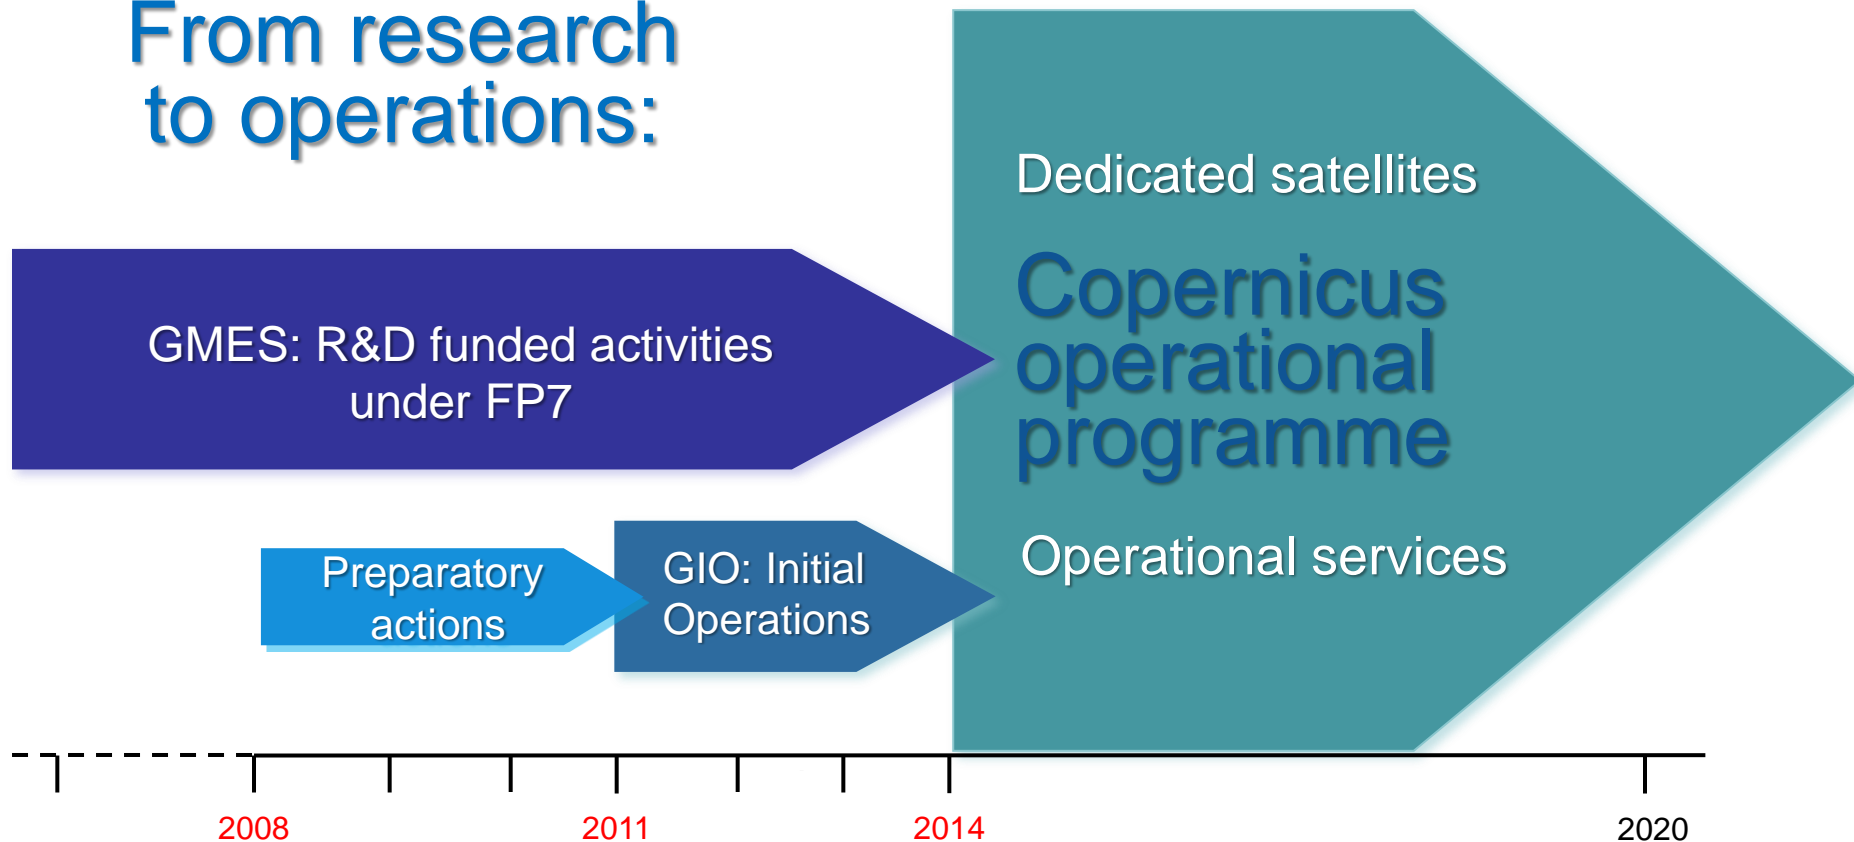 From research
to operations:
Dedicated satellites
Copernicus
operational
programme
Operational services
GMES: R&D funded activities
under FP7
Preparatory
actions
GIO: Initial
Operations
2008
2011
2014
2020